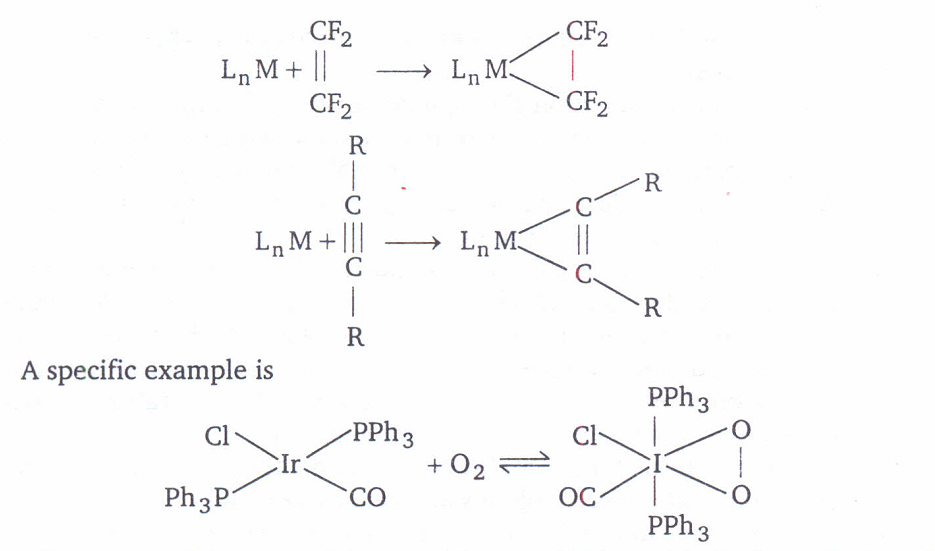 CF2 CF2
LnM + || ⟶ LnM |
CF2 CF2
R
|
C C R
LnM + ||| ⟶ LnM ||
C C R
|
R
A specific example is
PPh3
Cl PPh3 Cl O
Ir + O2 ⇌ I |
Ph3P CO OC O
PPh3